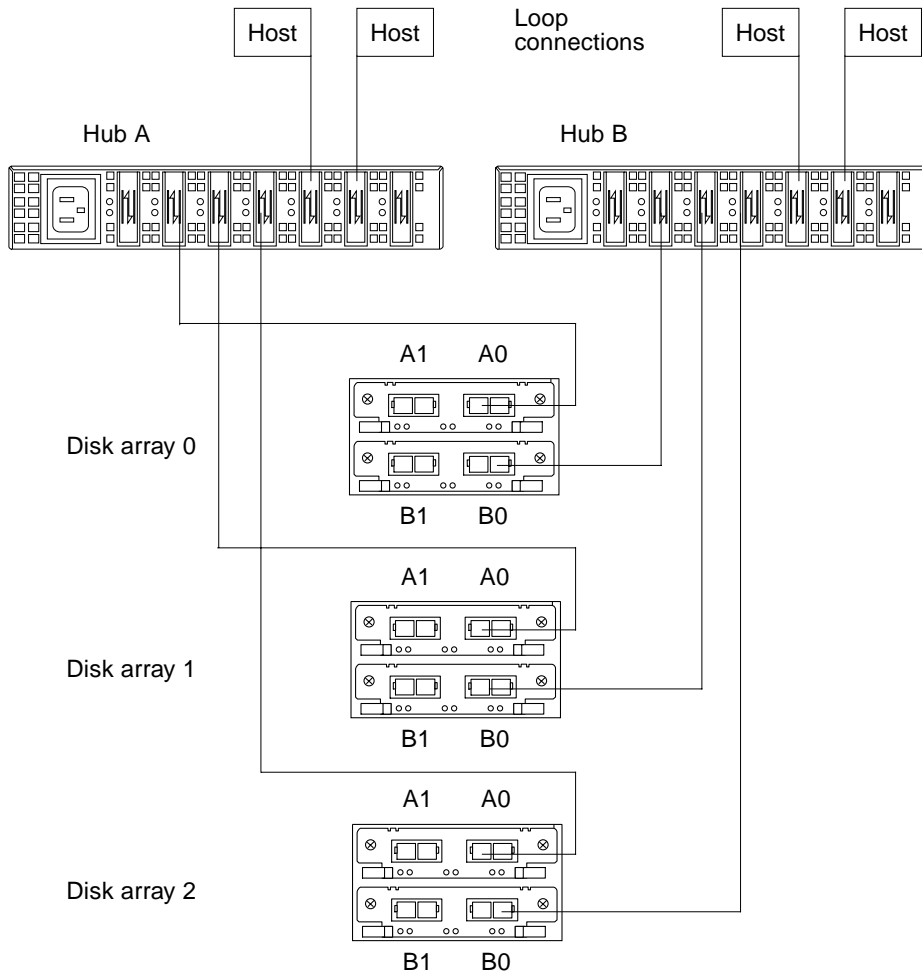 Host
Host
Loop
connections
Host
Host
Hub A
Hub B
A1
A0
Disk array 0
B1
B0
A1
A0
Disk array 1
B1
B0
A1
A0
Disk array 2
B1
B0